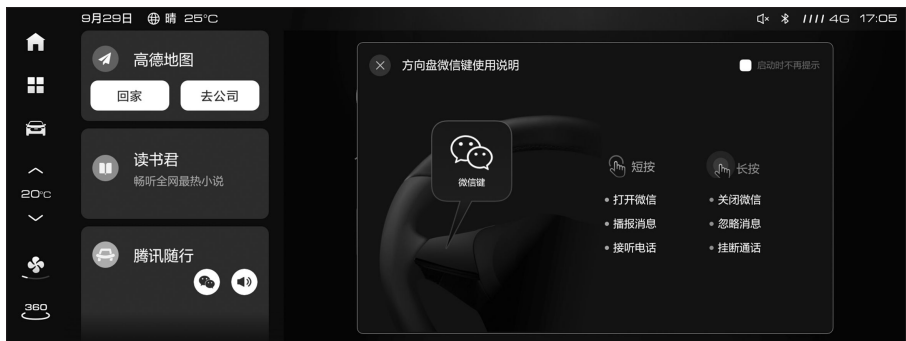 9月29日 晴 25°C
4G 17:05
20°C
360
高德地图
回家 去公司
读书君
畅听全网最热小说
腾讯随行
方向盘微信键使用说明
启动时不再提示
微信键
短按
• 打开微信
• 播报消息
• 接听电话
长按
• 关闭微信
• 忽略消息
• 挂断通话